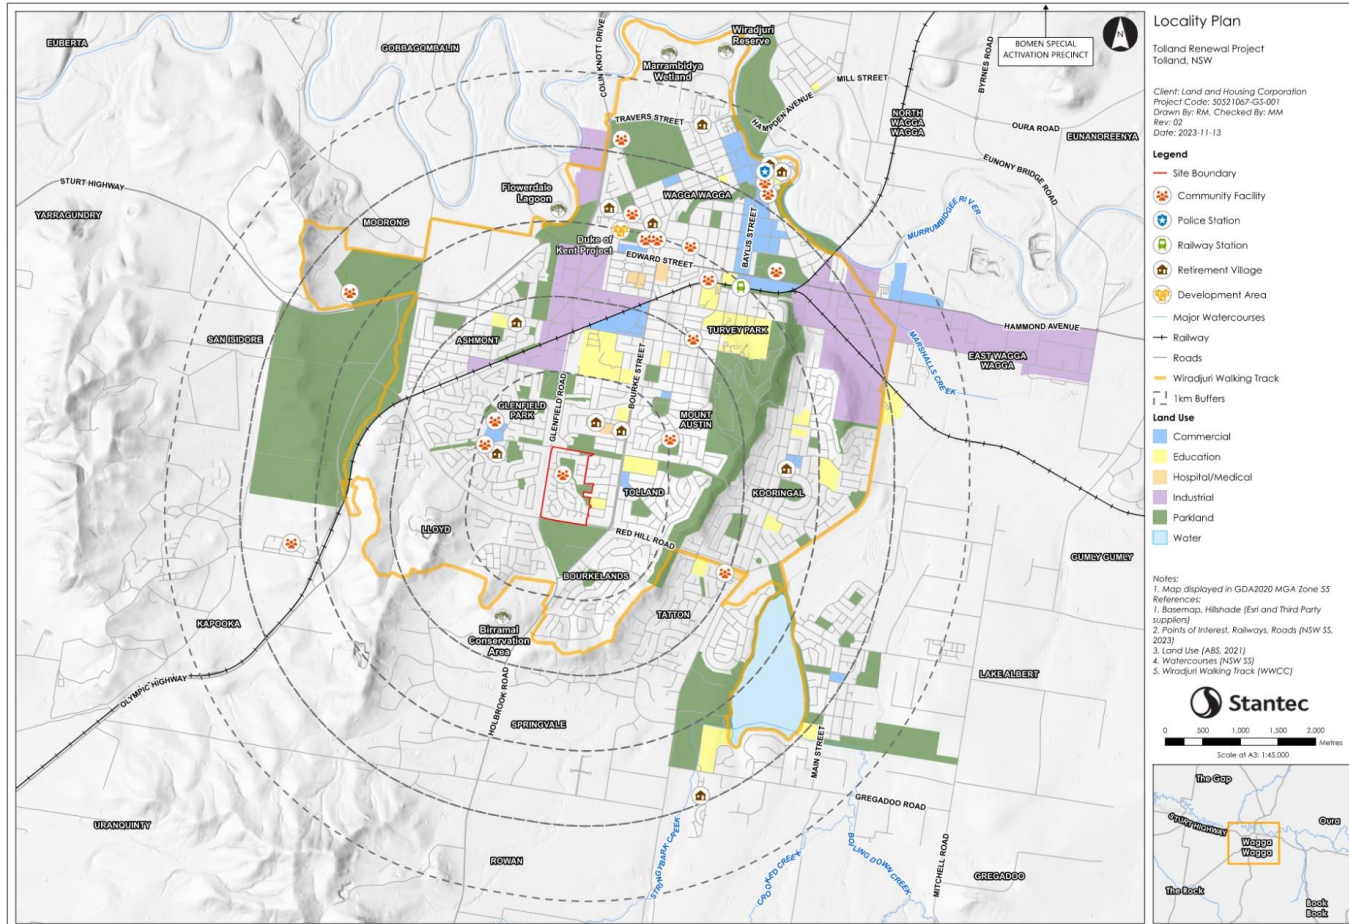 EUBERTA
GOBBAGOMBALIN
COLIN KNOTT DRIVE
Wiradjuri
Reserve
Marrambidya
Wetland
BOMEN SPECIAL
ACTIVATION PRECINCT
N
BYRNES ROAD
MILL STREET
HAMPDEN AVENUE
TRAVERS STREET
NORTH
WAGGA
WAGGA
OURA ROAD
EUNANOREENYA
EUNONY BRIDGE ROAD
STURT HIGHWAY
YARRAGUNDRY
MOORONG
Flowerdale
Lagoon
WAGGA WAGGA
MURRUMBIDGEE RIVER
Duke of
Kent Project
BAYLIS STREET
EDWARD STREET
HAMMOND AVENUE
SAN ISIDORE
ASHMONT
TURVEY PARK
EAST WAGGA
WAGGA
MARSHALLS CREEK
BOURKE STREET
GLENFIELD
PARK
GLENFIELD ROAD
MOUNT
AUSTIN
TOLLAND
KOORINGAL
LLOYD
RED HILL ROAD
GUMLY GUMLY
BOURKELANDS
TATTON
KAPOOKA
Birramal
Conservation
Area
LAKE ALBERT
OLYMPIC HIGHWAY
HOLBROOK ROAD
SPRINGVALE
MAIN STREET
GREGADOO ROAD
URANQUINTY
ROWAN
STRINGYBARK CREEK
CROOKED CREEK
BOILING DOWN CREEK
MITCHELL ROAD
GREGADOO
Locality Plan
Tolland Renewal Project
Tolland, NSW
Client: Land and Housing Corporation
Project Code: 50521067-GS-001
Drawn By: RM, Checked By: MM
Rev: 02
Date: 2023-11-13
Legend
Site Boundary
Community Facility
Police Station
Railway Station
Retirement Village
Development Area
Major Watercourses
Railway
Roads
Wiradjuri Walking Track
1km Buffers
Land Use
Commercial
Education
Hospital/Medical
Industrial
Parkland
Water
Notes:
1. Map displayed in GDA2020 MGA Zone 55
References:
1. Basemap, Hillshade (Esri and Third Party
suppliers)
2. Points of Interest, Railways, Roads (NSW SS,
2023)
3. Land Use (ABS, 2021)
4. Watercourses (NSW SS)
5. Wiradjuri Walking Track (WWCC)
Stantec
0 500 1,000 1,500 2,000
Metres
Scale at A3: 1:45,000
The Gap
STURT HIGHWAY
Oura
Wagga
Wagga
The Rock
Book
Book